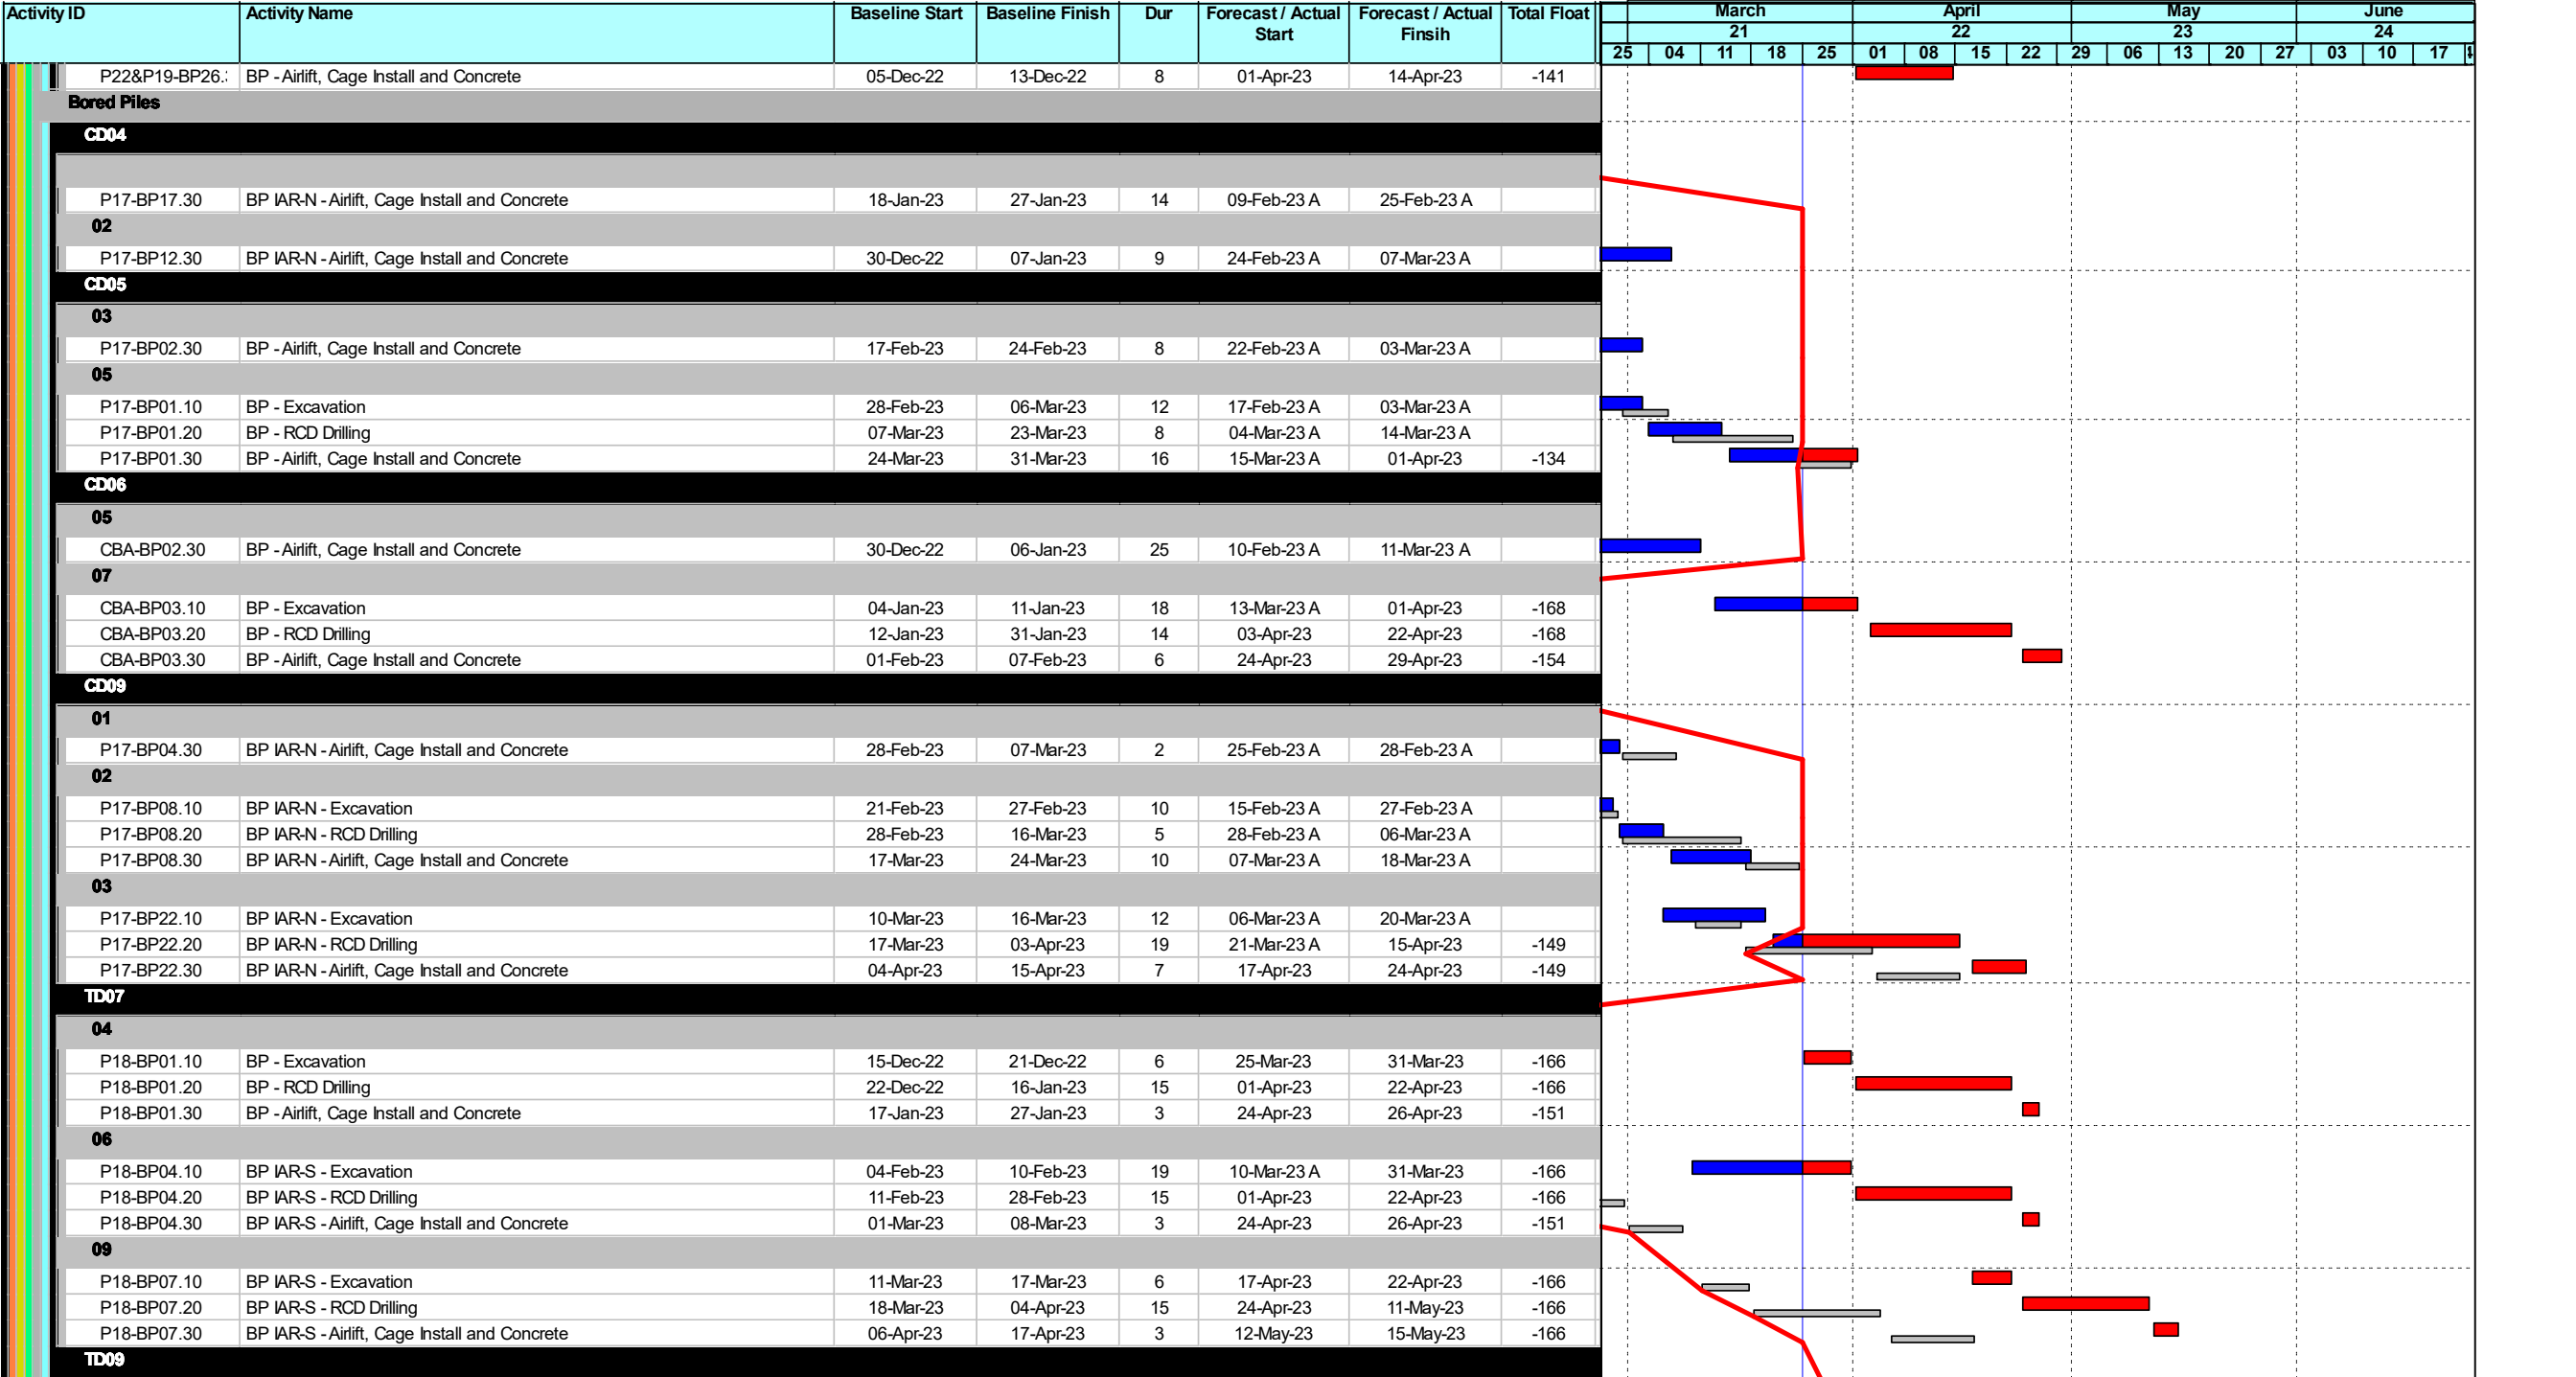 Activity ID Activity Name Baseline Start Baseline Finish Dur Forecast / Actual Start Forecast / Actual Finsih Total Float March April May June
21 22 23 24
25 04 11 18 25 01 08 15 22 29 06 13 20 27 03 10 17
P22&P19-BP26. BP - Airlift, Cage Install and Concrete 05-Dec-22 13-Dec-22 8 01-Apr-23 14-Apr-23 -141
Bored Piles
CD04
P17-BP17.30 BP IAR-N - Airlift, Cage Install and Concrete 18-Jan-23 27-Jan-23 14 09-Feb-23 A 25-Feb-23 A
02
P17-BP12.30 BP IAR-N - Airlift, Cage Install and Concrete 30-Dec-22 07-Jan-23 9 24-Feb-23 A 07-Mar-23 A
CD05
03
P17-BP02.30 BP - Airlift, Cage Install and Concrete 17-Feb-23 24-Feb-23 8 22-Feb-23 A 03-Mar-23 A
05
P17-BP01.10 BP - Excavation 28-Feb-23 06-Mar-23 12 17-Feb-23 A 03-Mar-23 A
P17-BP01.20 BP - RCD Drilling 07-Mar-23 23-Mar-23 8 04-Mar-23 A 14-Mar-23 A
P17-BP01.30 BP - Airlift, Cage Install and Concrete 24-Mar-23 31-Mar-23 16 15-Mar-23 A 01-Apr-23 -134
CD06
05
CBA-BP02.30 BP - Airlift, Cage Install and Concrete 30-Dec-22 06-Jan-23 25 10-Feb-23 A 11-Mar-23 A
07
CBA-BP03.10 BP - Excavation 04-Jan-23 11-Jan-23 18 13-Mar-23 A 01-Apr-23 -168
CBA-BP03.20 BP - RCD Drilling 12-Jan-23 31-Jan-23 14 03-Apr-23 22-Apr-23 -168
CBA-BP03.30 BP - Airlift, Cage Install and Concrete 01-Feb-23 07-Feb-23 6 24-Apr-23 29-Apr-23 -154
CD09
01
P17-BP04.30 BP IAR-N - Airlift, Cage Install and Concrete 28-Feb-23 07-Mar-23 2 25-Feb-23 A 28-Feb-23 A
02
P17-BP08.10 BP IAR-N - Excavation 21-Feb-23 27-Feb-23 10 15-Feb-23 A 27-Feb-23 A
P17-BP08.20 BP IAR-N - RCD Drilling 28-Feb-23 16-Mar-23 5 28-Feb-23 A 06-Mar-23 A
P17-BP08.30 BP IAR-N - Airlift, Cage Install and Concrete 17-Mar-23 24-Mar-23 10 07-Mar-23 A 18-Mar-23 A
03
P17-BP22.10 BP IAR-N - Excavation 10-Mar-23 16-Mar-23 12 06-Mar-23 A 20-Mar-23 A
P17-BP22.20 BP IAR-N - RCD Drilling 17-Mar-23 03-Apr-23 19 21-Mar-23 A 15-Apr-23 -149
P17-BP22.30 BP IAR-N - Airlift, Cage Install and Concrete 04-Apr-23 15-Apr-23 7 17-Apr-23 24-Apr-23 -149
TD07
04
P18-BP01.10 BP - Excavation 15-Dec-22 21-Dec-22 6 25-Mar-23 31-Mar-23 -166
P18-BP01.20 BP - RCD Drilling 22-Dec-22 16-Jan-23 15 01-Apr-23 22-Apr-23 -166
P18-BP01.30 BP - Airlift, Cage Install and Concrete 17-Jan-23 27-Jan-23 3 24-Apr-23 26-Apr-23 -151
06
P18-BP04.10 BP IAR-S - Excavation 04-Feb-23 10-Feb-23 19 10-Mar-23 A 31-Mar-23 -166
P18-BP04.20 BP IAR-S - RCD Drilling 11-Feb-23 28-Feb-23 15 01-Apr-23 22-Apr-23 -166
P18-BP04.30 BP IAR-S - Airlift, Cage Install and Concrete 01-Mar-23 08-Mar-23 3 24-Apr-23 26-Apr-23 -151
09
P18-BP07.10 BP IAR-S - Excavation 11-Mar-23 17-Mar-23 6 17-Apr-23 22-Apr-23 -166
P18-BP07.20 BP IAR-S - RCD Drilling 18-Mar-23 04-Apr-23 15 24-Apr-23 11-May-23 -166
P18-BP07.30 BP IAR-S - Airlift, Cage Install and Concrete 06-Apr-23 17-Apr-23 3 12-May-23 15-May-23 -166
TD09